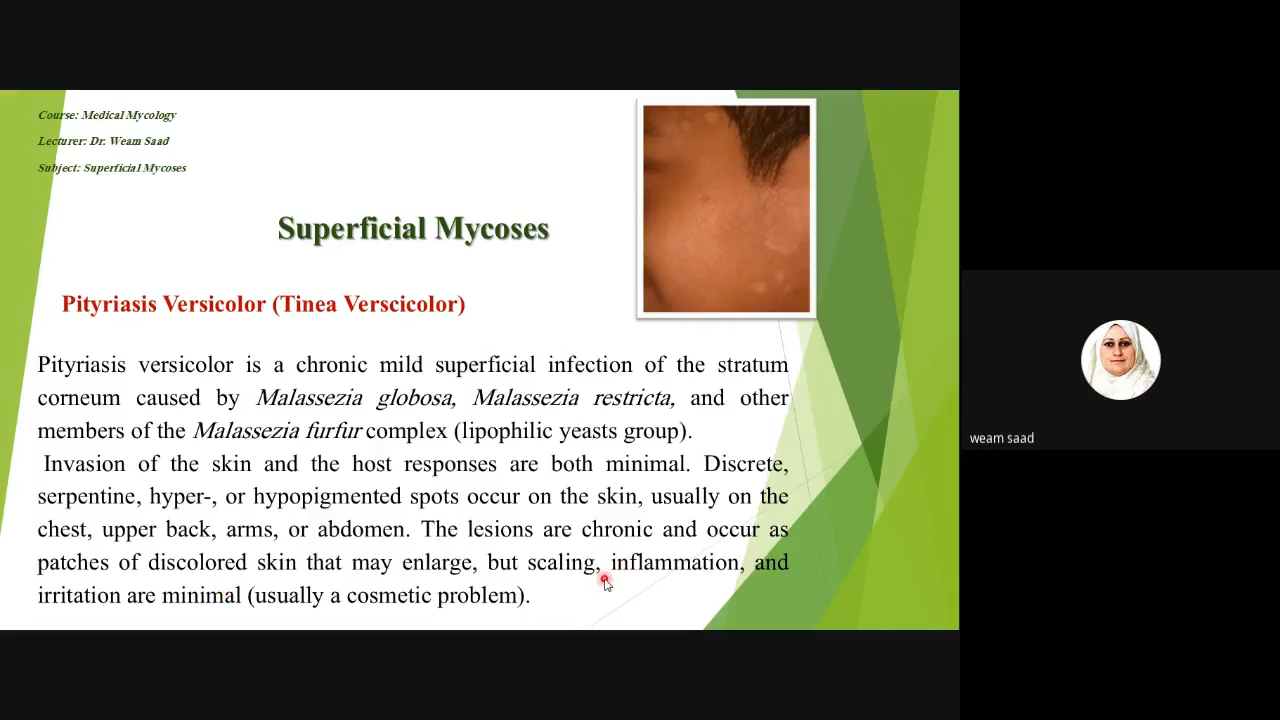 Course: Medical Mycology
Lecturer: Dr. Weam Saad
Subject: Superficial Mycoses
Superficial Mycoses
Pityriasis Versicolor (Tinea Verscicolor)
Pityriasis versicolor is a chronic mild superficial infection of the stratum
corneum caused by Malassezia globosa, Malassezia restricta, and other
members of the Malassezia furfur complex (lipophilic yeasts group).
Invasion of the skin and the host responses are both minimal. Discrete,
serpentine, hyper-, or hypopigmented spots occur on the skin, usually on the
chest, upper back, arms, or abdomen. The lesions are chronic and occur as
patches of discolored skin that may enlarge, but scaling, inflammation, and
irritation are minimal (usually a cosmetic problem).
weam saad